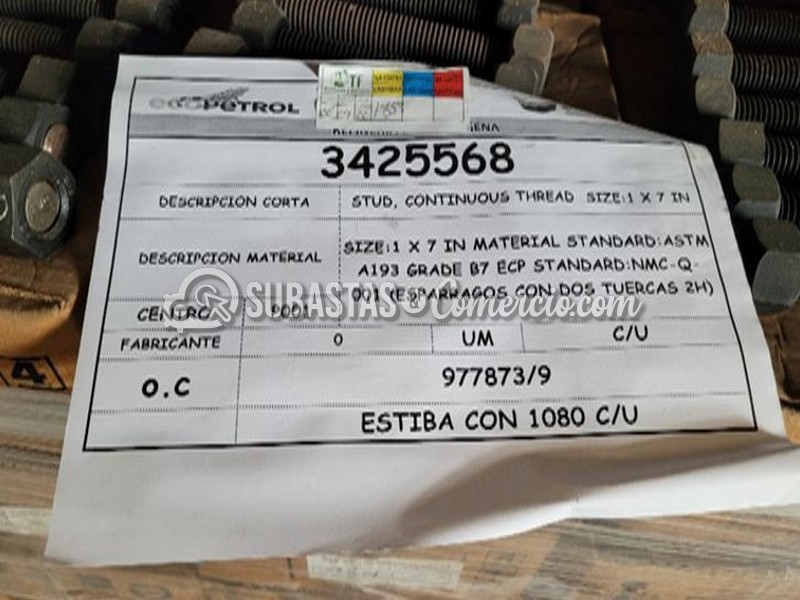 ecopetrol
3425568
DESCRIPCION CORTA
STUD, CONTINUOUS THREAD SIZE:1 X 7 IN
DESCRIPCION MATERIAL
SIZE:1 X 7 IN MATERIAL STANDARD:ASTM
A193 GRADE B7 ECP STANDARD:NMC-Q-
001 (ESPARRAGOS CON DOS TUERCAS 2H)
SUBASTAS&Comercio.com
CENTRO
P001
FABRICANTE
0
UM
C/U
O.C
977873/9
ESTIBA CON 1080 C/U
4